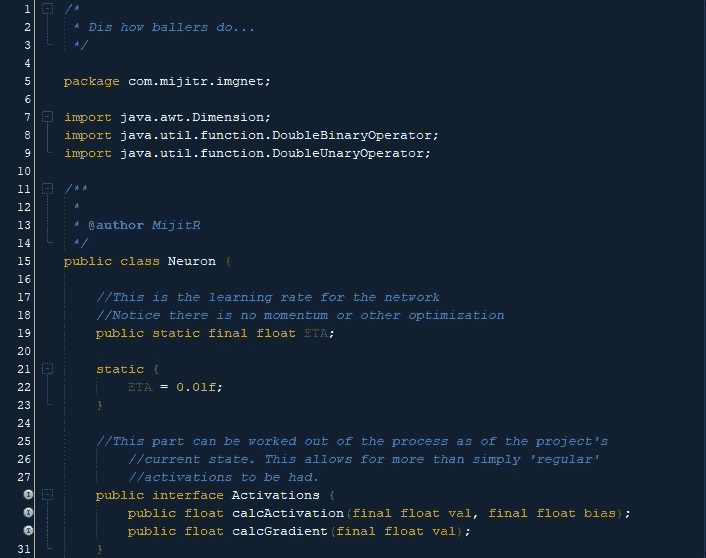 1 /*
2 * Dis how ballers do...
3 */
4
5 package com.mijitr.imgnet;
6
7 import java.awt.Dimension;
8 import java.util.function.DoubleBinaryOperator;
9 import java.util.function.DoubleUnaryOperator;
10
11 /**
12 *
13 * @author MijitR
14 */
15 public class Neuron {
16
17 //This is the learning rate for the network
18 //Notice there is no momentum or other optimization
19 public static final float ETA;
20
21 static {
22 ETA = 0.01f;
23 }
24
25 //This part can be worked out of the process as of the project's
26 //current state. This allows for more than simply 'regular'
27 //activations to be had.
public interface Activations {
public float calcActivation(final float val, final float bias);
public float calcGradient(final float val);
31 }